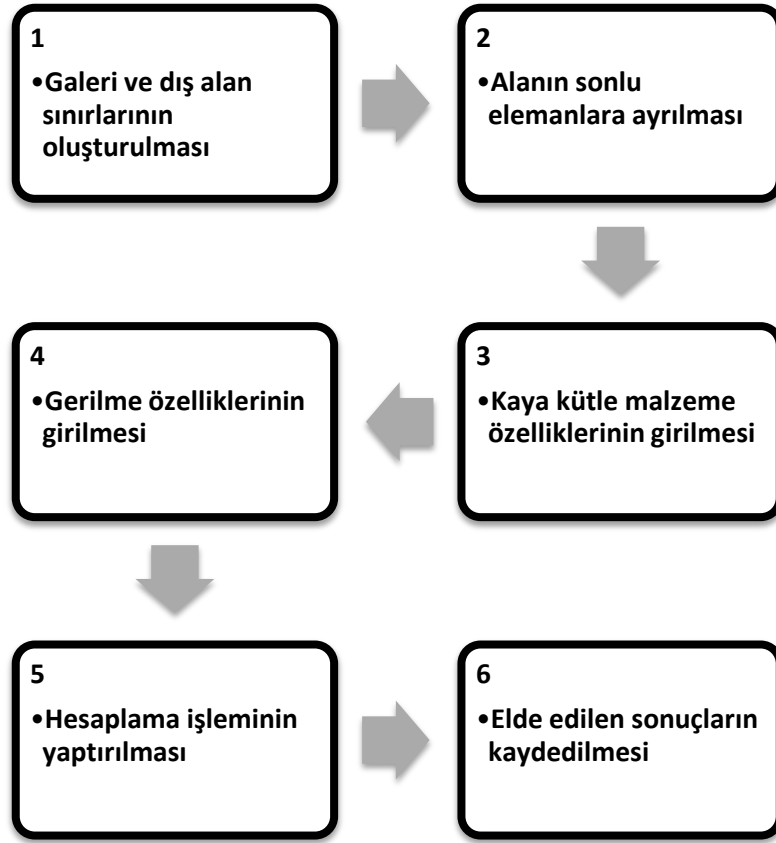 1
•Galeri ve dış alan
sınırlarının
oluşturulması
2
•Alanın sonlu
elemanlara ayrılması
3
•Kaya kütle malzeme
özelliklerinin girilmesi
4
•Gerilme özelliklerinin
girilmesi
5
•Hesaplama işleminin
yaptırılması
6
•Elde edilen sonuçların
kaydedilmesi